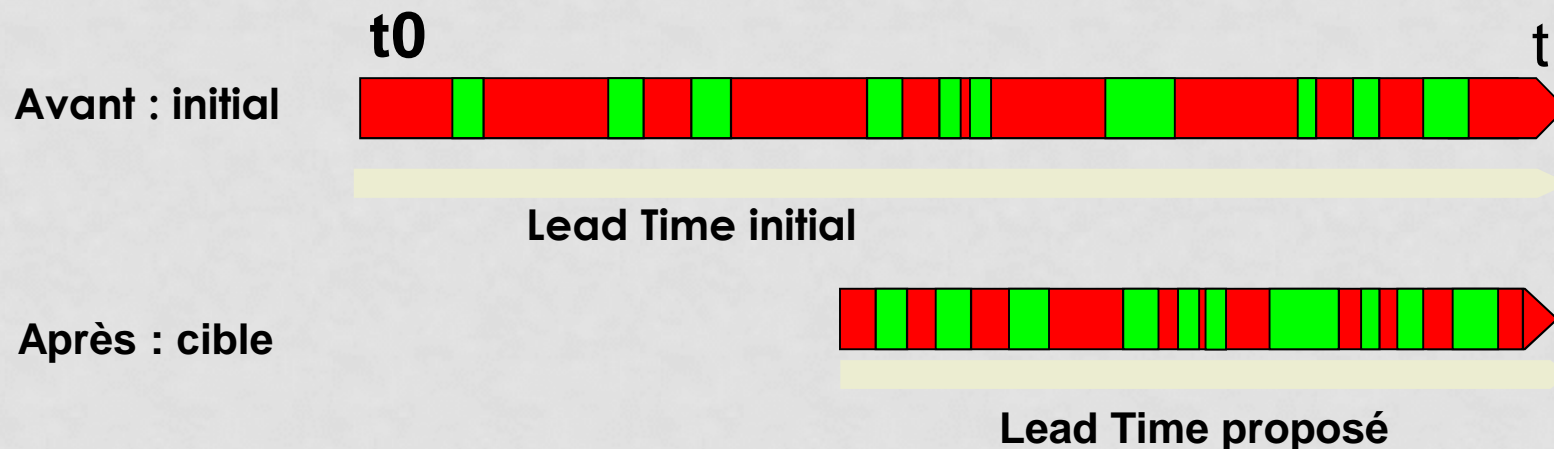 t0
t
Avant : initial
Lead Time initial
Après : cible
Lead Time proposé